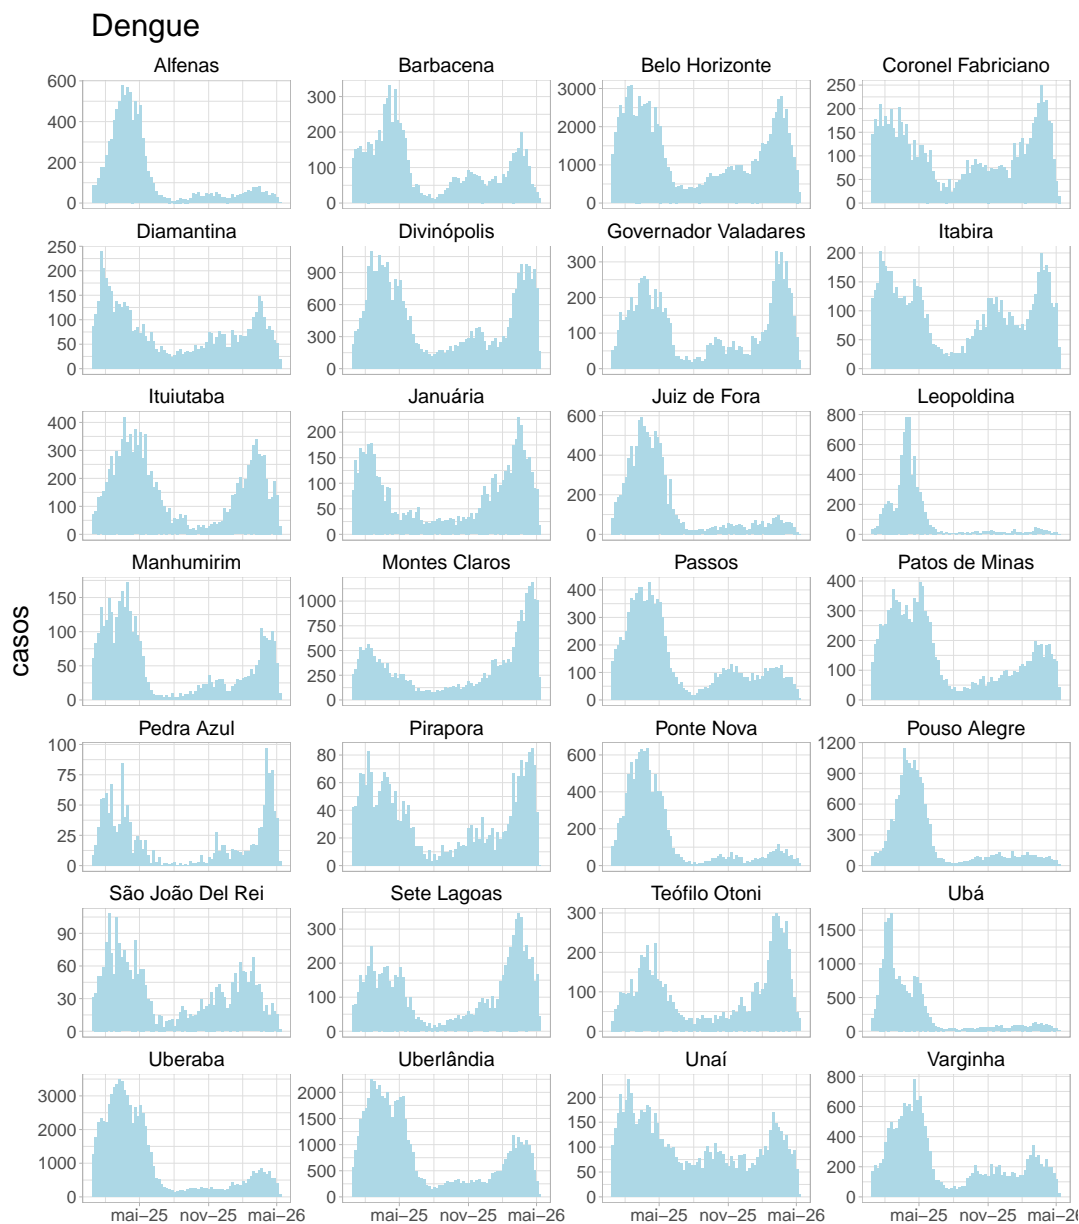 Dengue
Alfenas Barbacena Belo Horizonte Coronel Fabriciano
600 400 200 0
300 200 100 0
3000 2000 1000 0
250 200 150 100 50 0
Diamantina Divinópolis Governador Valadares Itabira
250 200 150 100 50 0
900 600 300 0
300 200 100 0
200 150 100 50 0
Ituiutaba Januária Juiz de Fora Leopoldina
400 300 200 100 0
200 150 100 50 0
600 400 200 0
800 600 400 200 0
Manhumirim Montes Claros Passos Patos de Minas
150 100 50 0
1000 750 500 250 0
400 300 200 100 0
400 300 200 100 0
casos
Pedra Azul Pirapora Ponte Nova Pouso Alegre
100 75 50 25 0
80 60 40 20 0
600 400 200 0
1200 900 600 300 0
São João Del Rei Sete Lagoas Teófilo Otoni Ubá
90 60 30 0
300 200 100 0
300 200 100 0
1500 1000 500 0
Uberaba Uberlândia Unaí Varginha
3000 2000 1000 0
2000 1500 1000 500 0
200 150 100 50 0
800 600 400 200 0
mai–25 nov–25 mai–26 mai–25 nov–25 mai–26 mai–25 nov–25 mai–26 mai–25 nov–25 mai–26